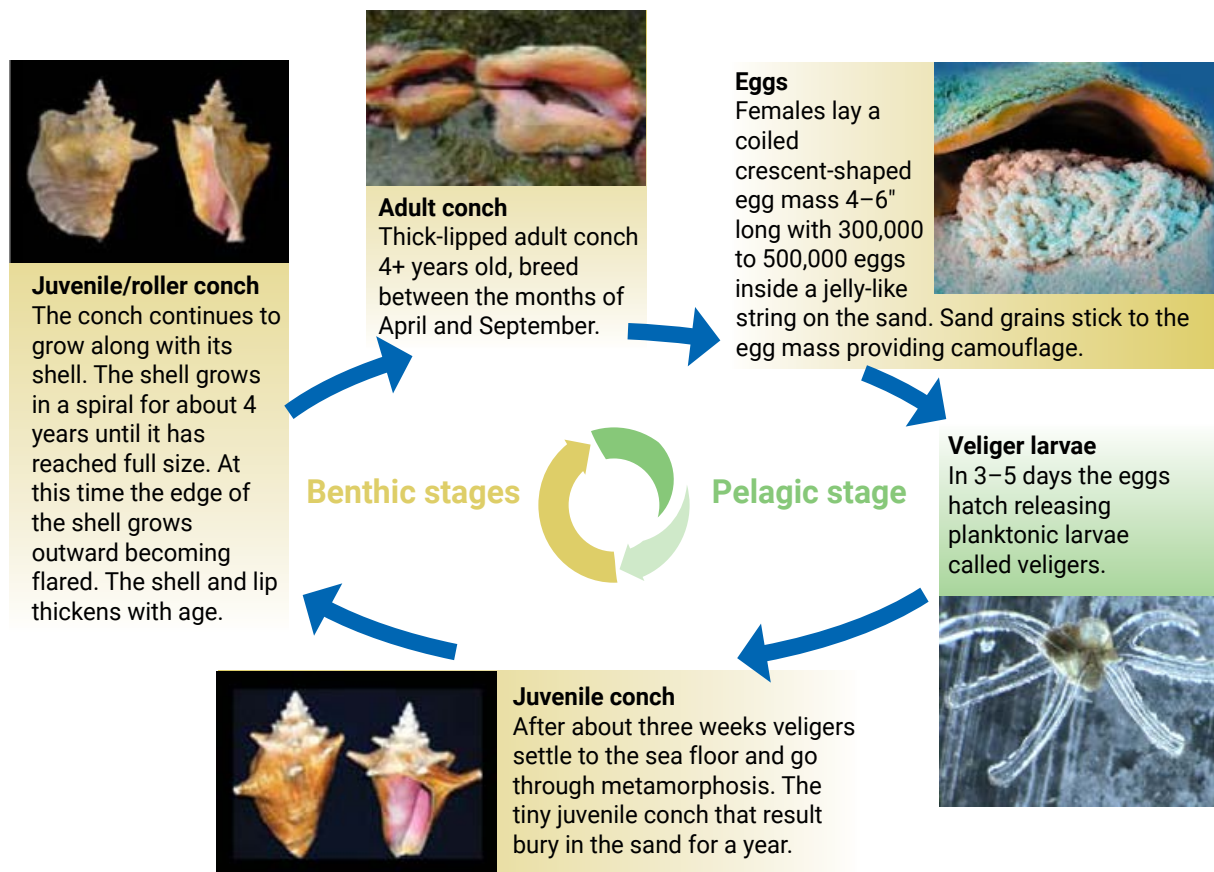 Adult conch
Thick-lipped adult conch
4+ years old, breed
between the months of
April and September.
Eggs
Females lay a
coiled
crescent-shaped
egg mass 4–6"
long with 300,000
to 500,000 eggs
inside a jelly-like
string on the sand. Sand grains stick to the
egg mass providing camouflage.
Veliger larvae
In 3–5 days the eggs
hatch releasing
planktonic larvae
called veligers.
Juvenile conch
After about three weeks veligers
settle to the sea floor and go
through metamorphosis. The
tiny juvenile conch that result
bury in the sand for a year.
Juvenile/roller conch
The conch continues to
grow along with its
shell. The shell grows
in a spiral for about 4
years until it has
reached full size. At
this time the edge of
the shell grows
outward becoming
flared. The shell and lip
thickens with age.
Benthic stages
Pelagic stage